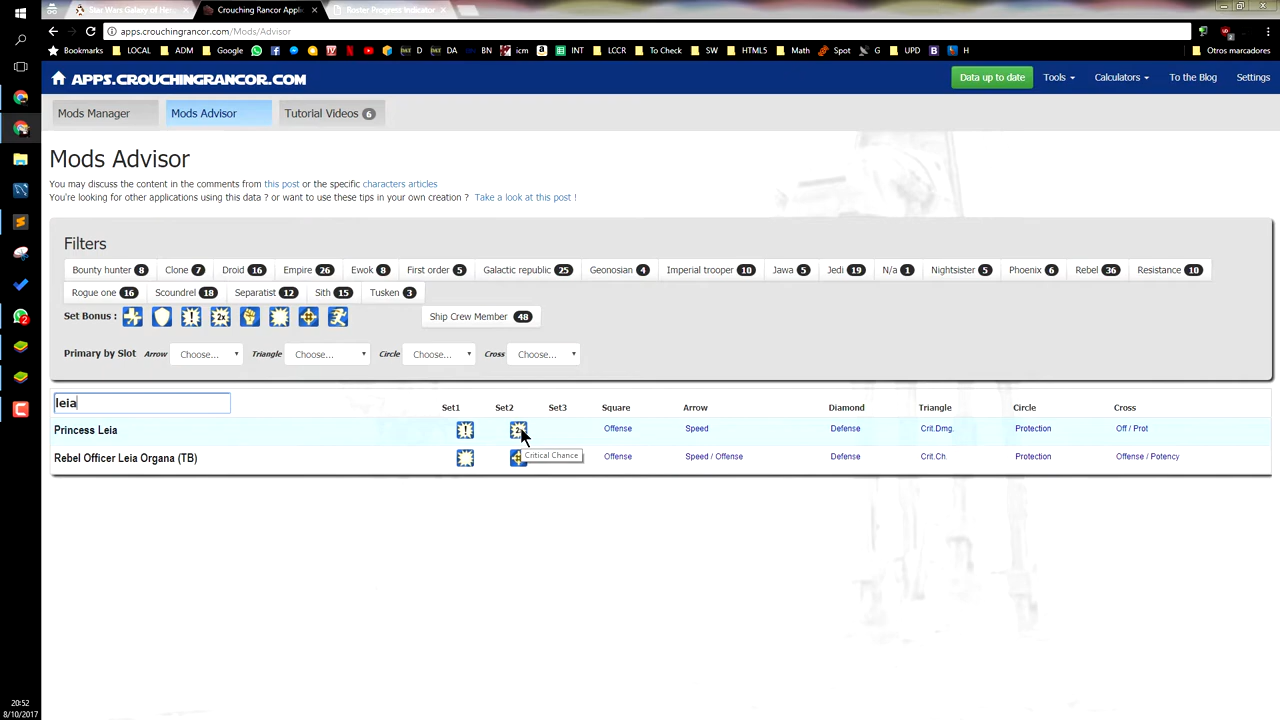 Star Wars Galaxy of He
Crouching Rancor Appl
Roster Progress Indicator
apps.crouchingrancor.com/Mods/Advisor
Bookmarks LOCAL ADM Google D DA BN icm INT LCCR To Check SW HTML5 Math Spot G UPD H Otros marcadores
APPS.CROUCHINGRANCOR.COM Data up to date Tools Calculators To the Blog Settings
Mods Manager Mods Advisor Tutorial Videos 6
Mods Advisor
You may discuss the content in the comments from this post or the specific characters articles
You're looking for other applications using this data ? or want to use these tips in your own creation ? Take a look at this post !
Filters
Bounty hunter 8 Clone 7 Droid 16 Empire 26 Ewok 8 First order 5 Galactic republic 25 Geonosian 4 Imperial trooper 10 Jawa 5 Jedi 19 N/a 1 Nightsister 5 Phoenix 6 Rebel 36 Resistance 10
Rogue one 16 Scoundrel 18 Separatist 12 Sith 15 Tusken 3
Set Bonus : ! 2x Ship Crew Member 48
Primary by Slot Arrow Choose... Triangle Choose... Circle Choose... Cross Choose...
leia Set1 Set2 Set3 Square Arrow Diamond Triangle Circle Cross
Princess Leia ! Offense Speed Defense Crit.Dmg. Protection Off / Prot
Critical Chance
Rebel Officer Leia Organa (TB) Offense Speed / Offense Defense Crit.Ch. Protection Offense / Potency
2
20:52
8/10/2017